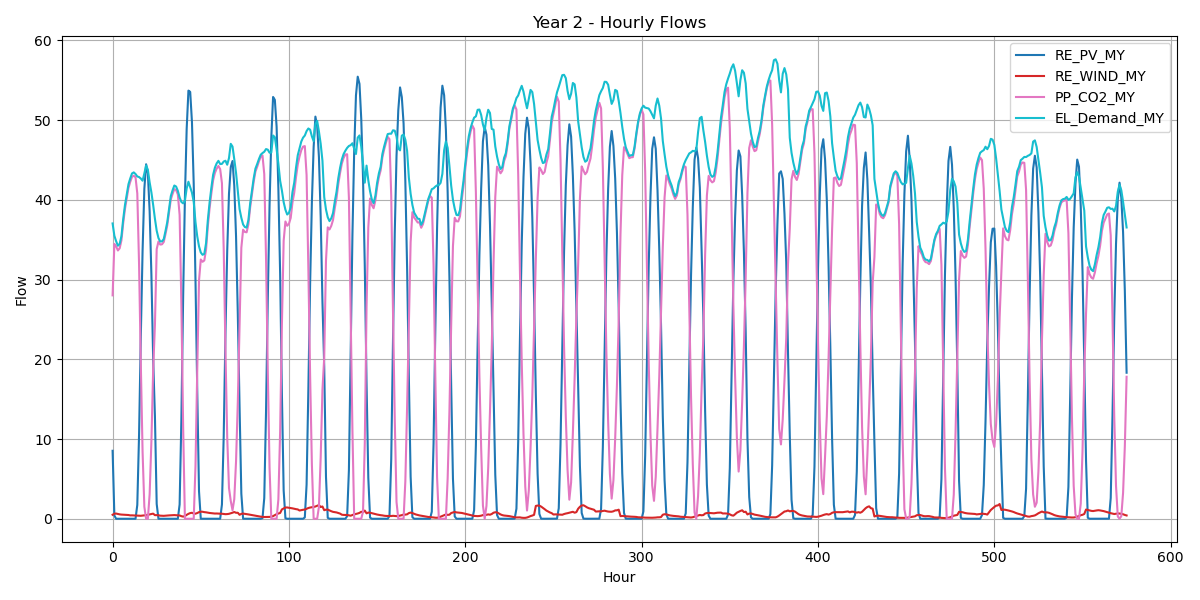 Year 2 - Hourly Flows
60
50
40
30
20
10
0
Flow
RE_PV_MY
RE_WIND_MY
PP_CO2_MY
EL_Demand_MY
0 100 200 300 400 500 600
Hour